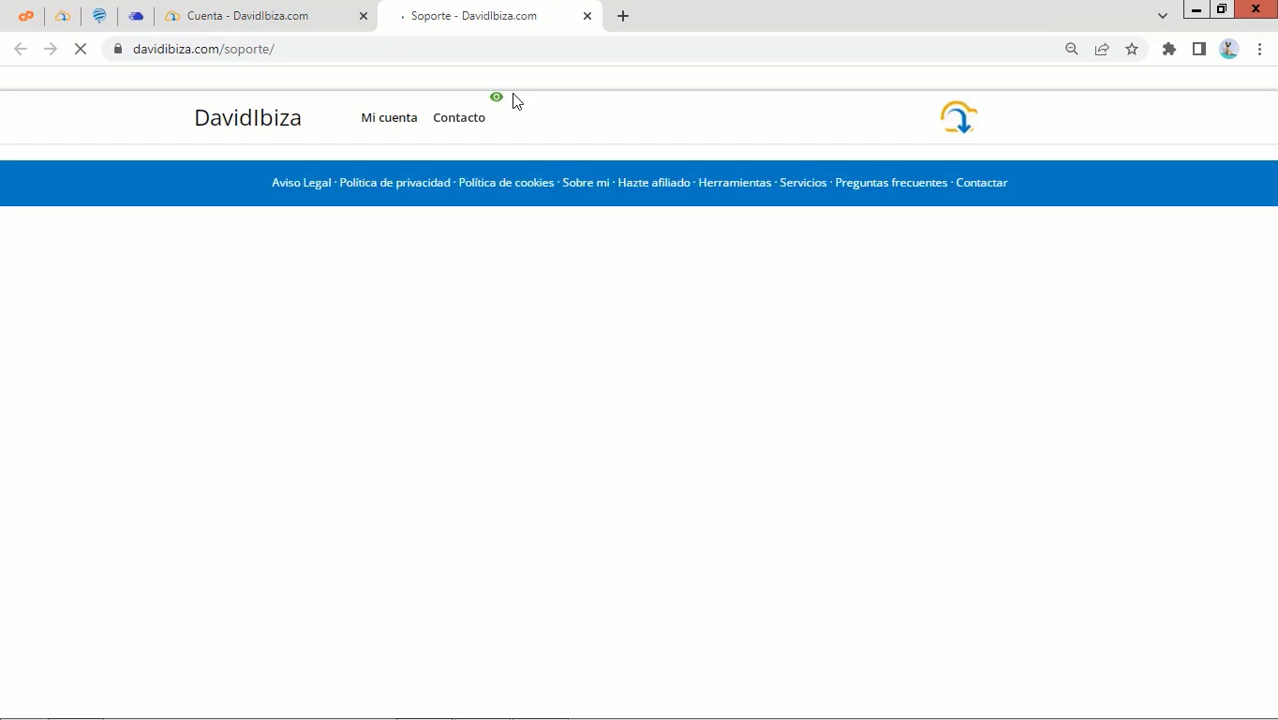 Cuenta - DavidIbiza.com
Soporte - DavidIbiza.com
davidibiza.com/soporte/
DavidIbiza
Mi cuenta
Contacto
Aviso Legal · Política de privacidad · Política de cookies · Sobre mi · Hazte afiliado · Herramientas · Servicios · Preguntas frecuentes · Contactar